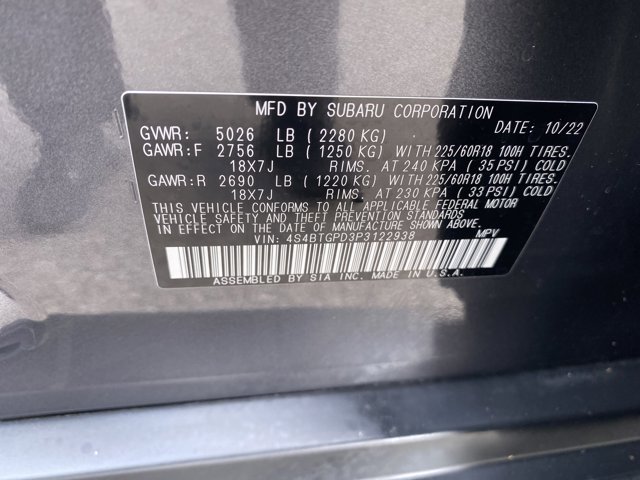 MFD BY SUBARU CORPORATION
DATE: 10/22
GVWR: 5026 LB (2280 KG)
GAWR:F 2756 LB (1250 KG) WITH 225/60R18 100H TIRES.
18X7J RIMS. AT 240 KPA (35 PSI) COLD
GAWR:R 2690 LB (1220 KG) WITH 225/60R18 100H TIRES.
18X7J RIMS. AT 230 KPA (33 PSI) COLD
THIS VEHICLE CONFORMS TO ALL APPLICABLE FEDERAL MOTOR
VEHICLE SAFETY AND THEFT PREVENTION STANDARDS
IN EFFECT ON THE DATE OF MANUFACTURE SHOWN ABOVE.
VIN: 4S4BTGPD3P3122938 MPV
ASSEMBLED BY SIA INC. MADE IN U.S.A.